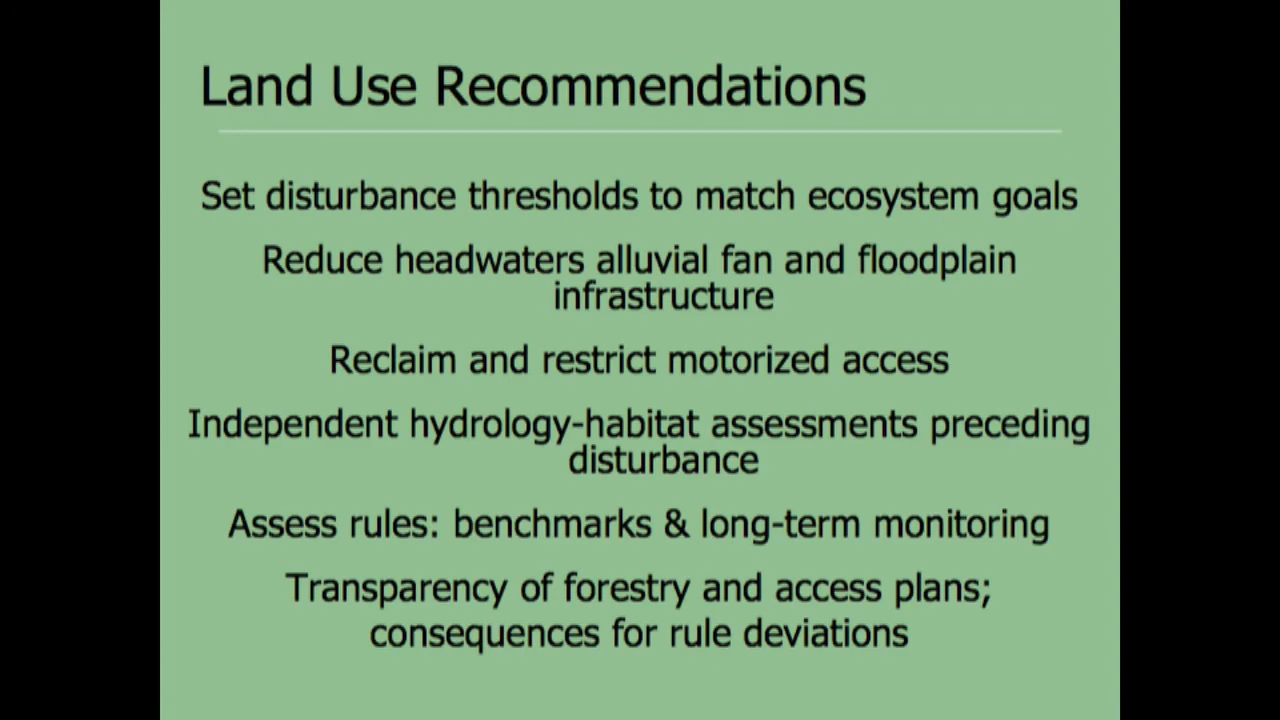 Land Use Recommendations
Set disturbance thresholds to match ecosystem goals
Reduce headwaters alluvial fan and floodplain
infrastructure
Reclaim and restrict motorized access
Independent hydrology-habitat assessments preceding
disturbance
Assess rules: benchmarks & long-term monitoring
Transparency of forestry and access plans;
consequences for rule deviations